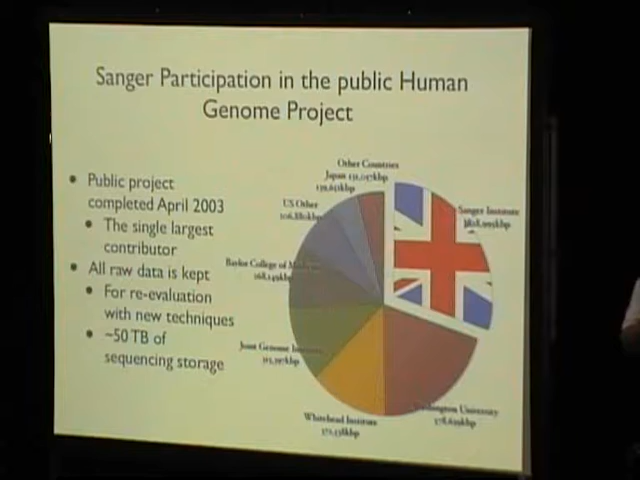 Sanger Participation in the public Human
Genome Project
• Public project
completed April 2003
• The single largest
contributor
• All raw data is kept
• For re-evaluation
with new techniques
• ~50 TB of
sequencing storage
Other Countries
Japan
US Other
Baylor College of
Joint Genome
Whitehead Institute
Washington University
Sanger Institute